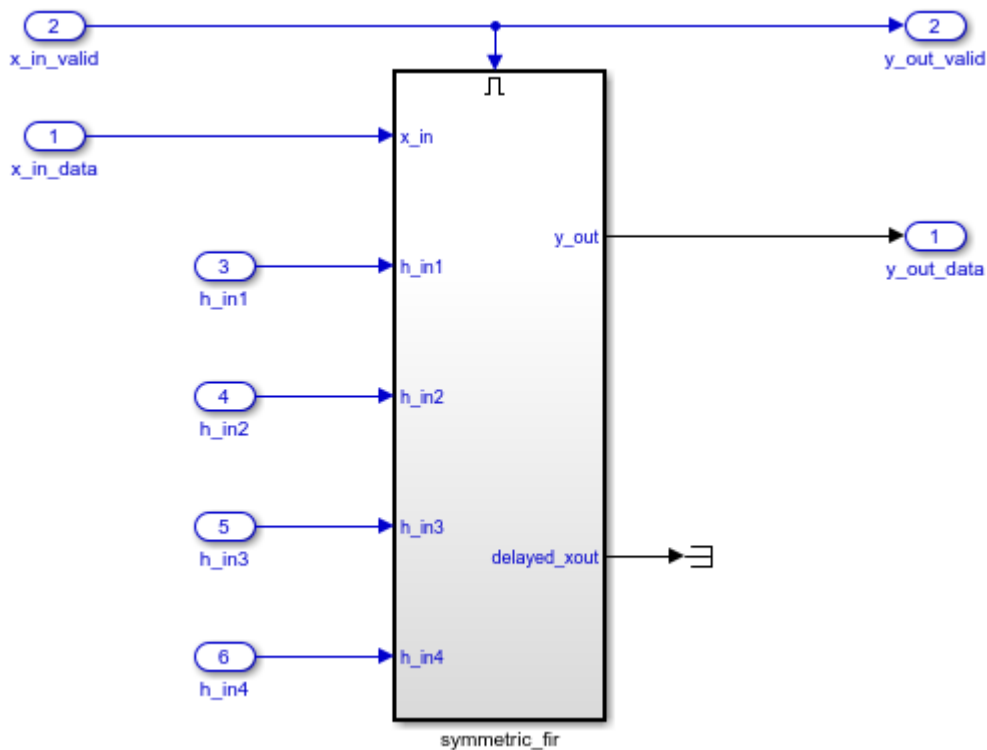 2
x_in_valid
2
y_out_valid
1
x_in_data
x_in
y_out
1
y_out_data
3
h_in1
h_in1
4
h_in2
h_in2
5
h_in3
h_in3
delayed_xout
6
h_in4
h_in4
symmetric_fir